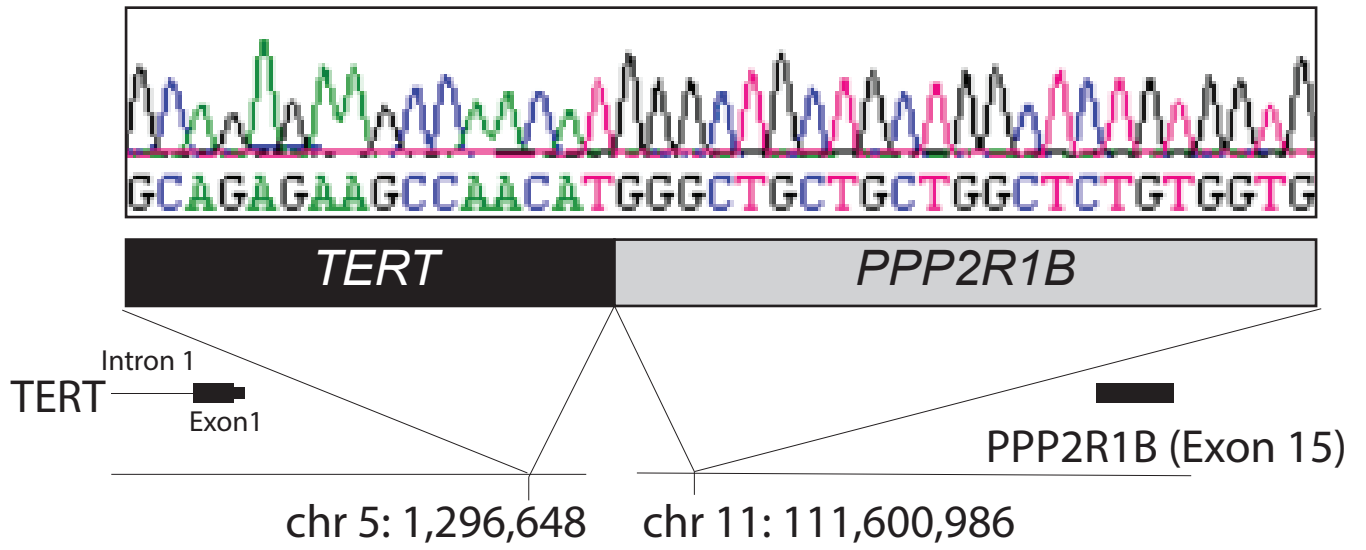 GCAGAGAAGCCAACATGGGCTGCTGCTGGCTCTGTGGTG
TERT PPP2R1B
Intron 1
TERT
Exon1
PPP2R1B (Exon 15)
chr 5: 1,296,648 chr 11: 111,600,986